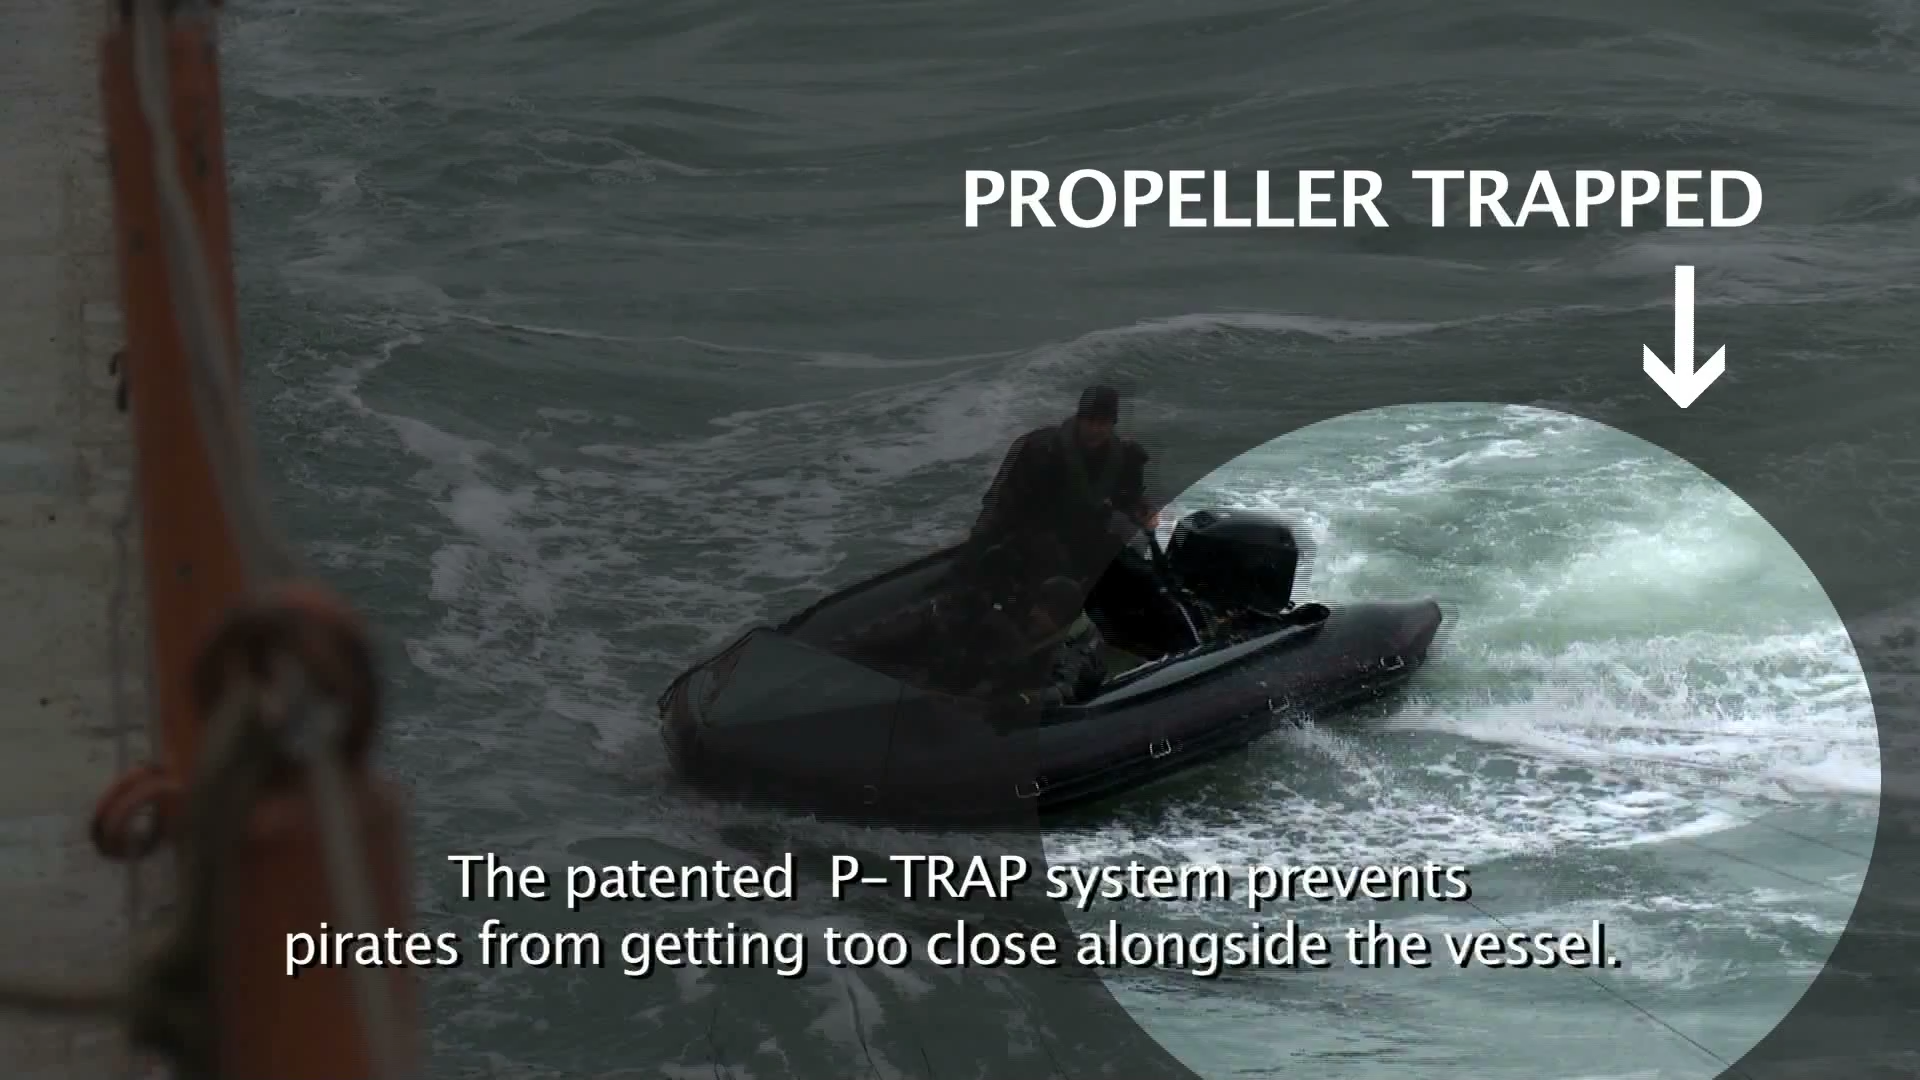 PROPELLER TRAPPED
The patented P-TRAP system prevents
pirates from getting too close alongside the vessel.